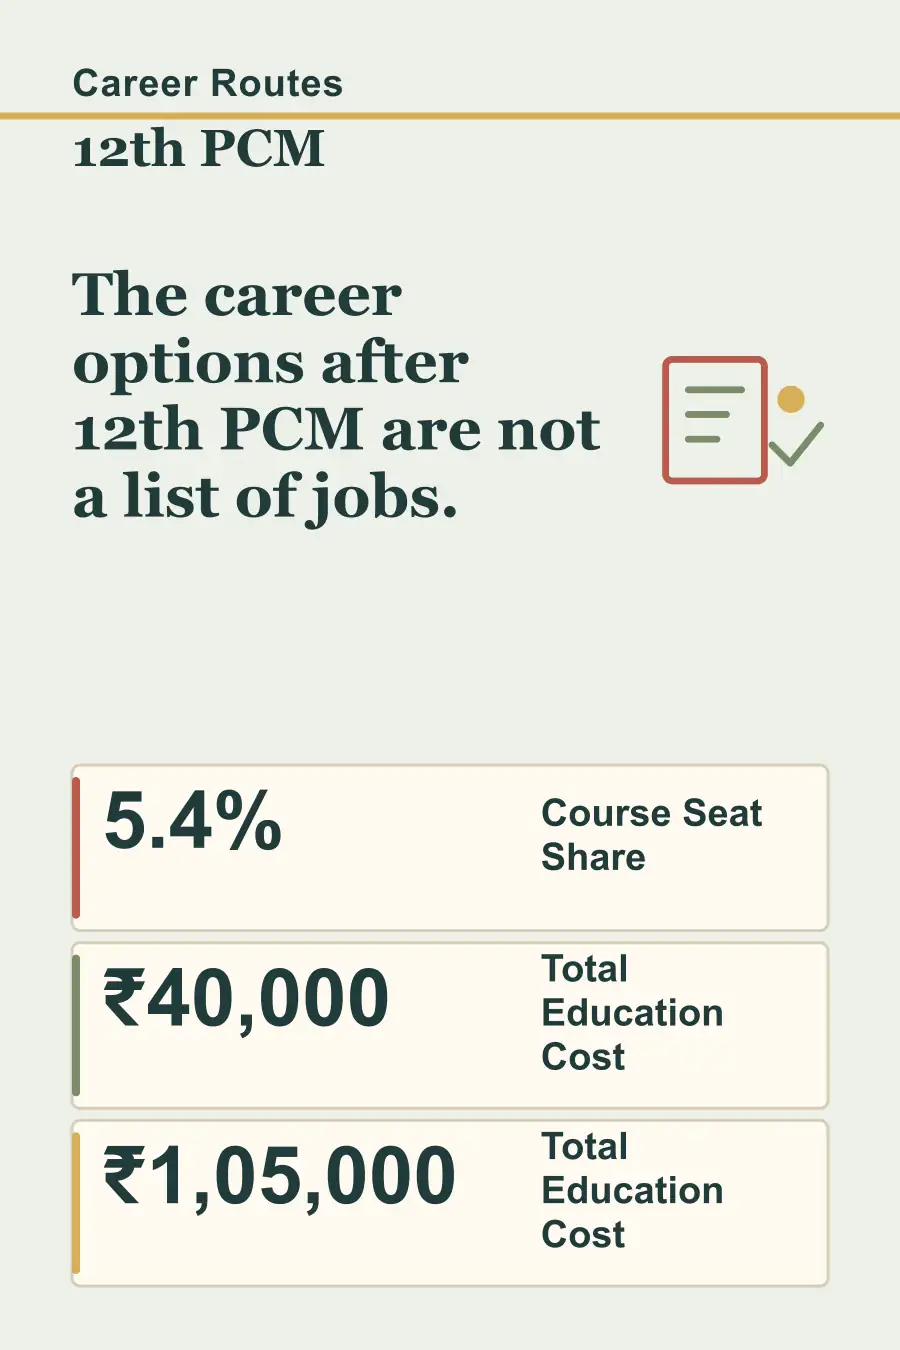 Career Routes
12th PCM
The career
options after
12th PCM are not
a list of jobs.
5.4%
Course Seat
Share
₹40,000
Total
Education
Cost
₹1,05,000
Total
Education
Cost